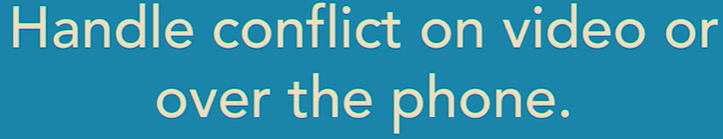 Handle conflict on video or
over the phone.